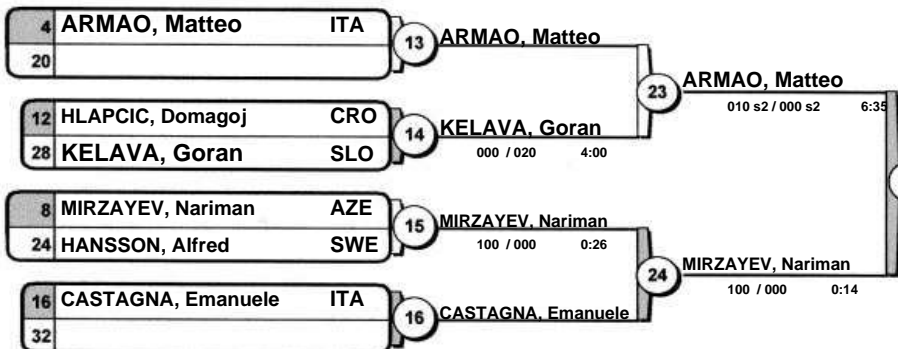 4 ARMAO, Matteo ITA
20
13 ARMAO, Matteo
12 HLAPCIC, Domagoj CRO
28 KELAVA, Goran SLO
14 KELAVA, Goran
000 / 020 4:00
23 ARMAO, Matteo
010 s2 / 000 s2 6:35
8 MIRZAYEV, Nariman AZE
24 HANSSON, Alfred SWE
15 MIRZAYEV, Nariman
100 / 000 0:26
16 CASTAGNA, Emanuele ITA
32
16 CASTAGNA, Emanuele
24 MIRZAYEV, Nariman
100 / 000 0:14